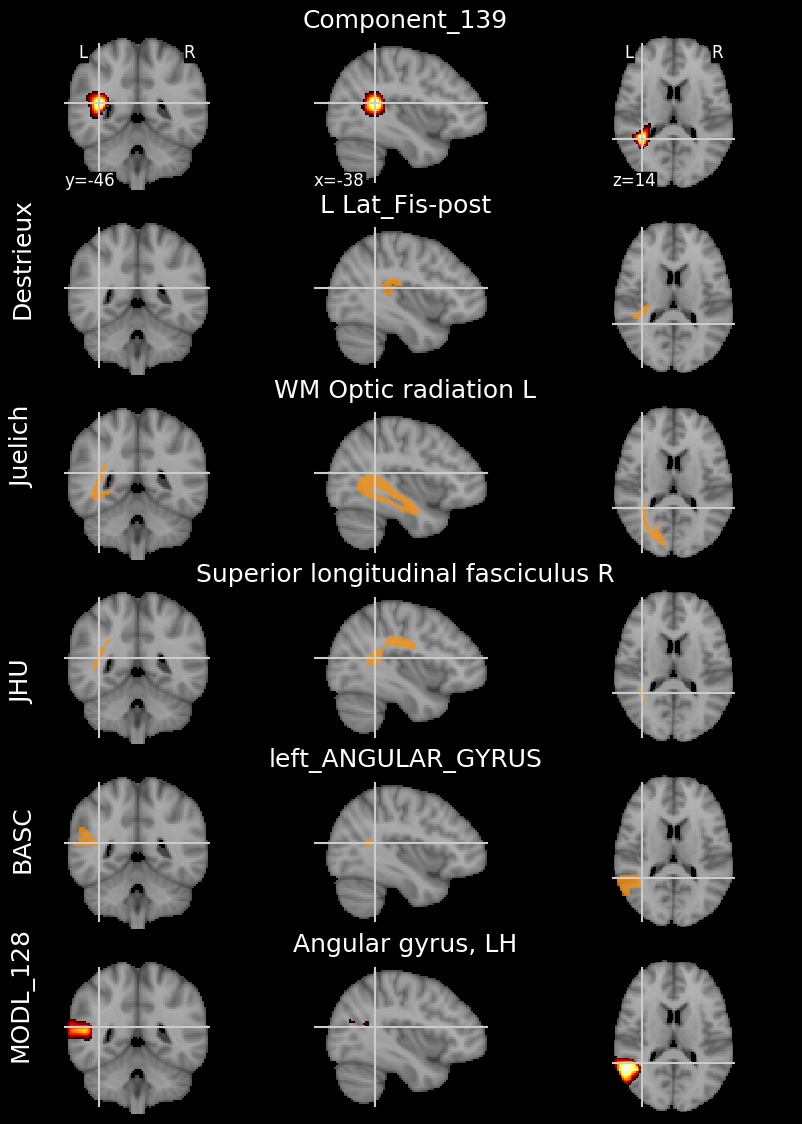 Component_139
L R
L R
y=-46
x=-38
z=14
Destrieux
L Lat_Fis-post
Juelich
WM Optic radiation L
JHU
Superior longitudinal fasciculus R
BASC
left_ANGULAR_GYRUS
MODL_128
Angular gyrus, LH